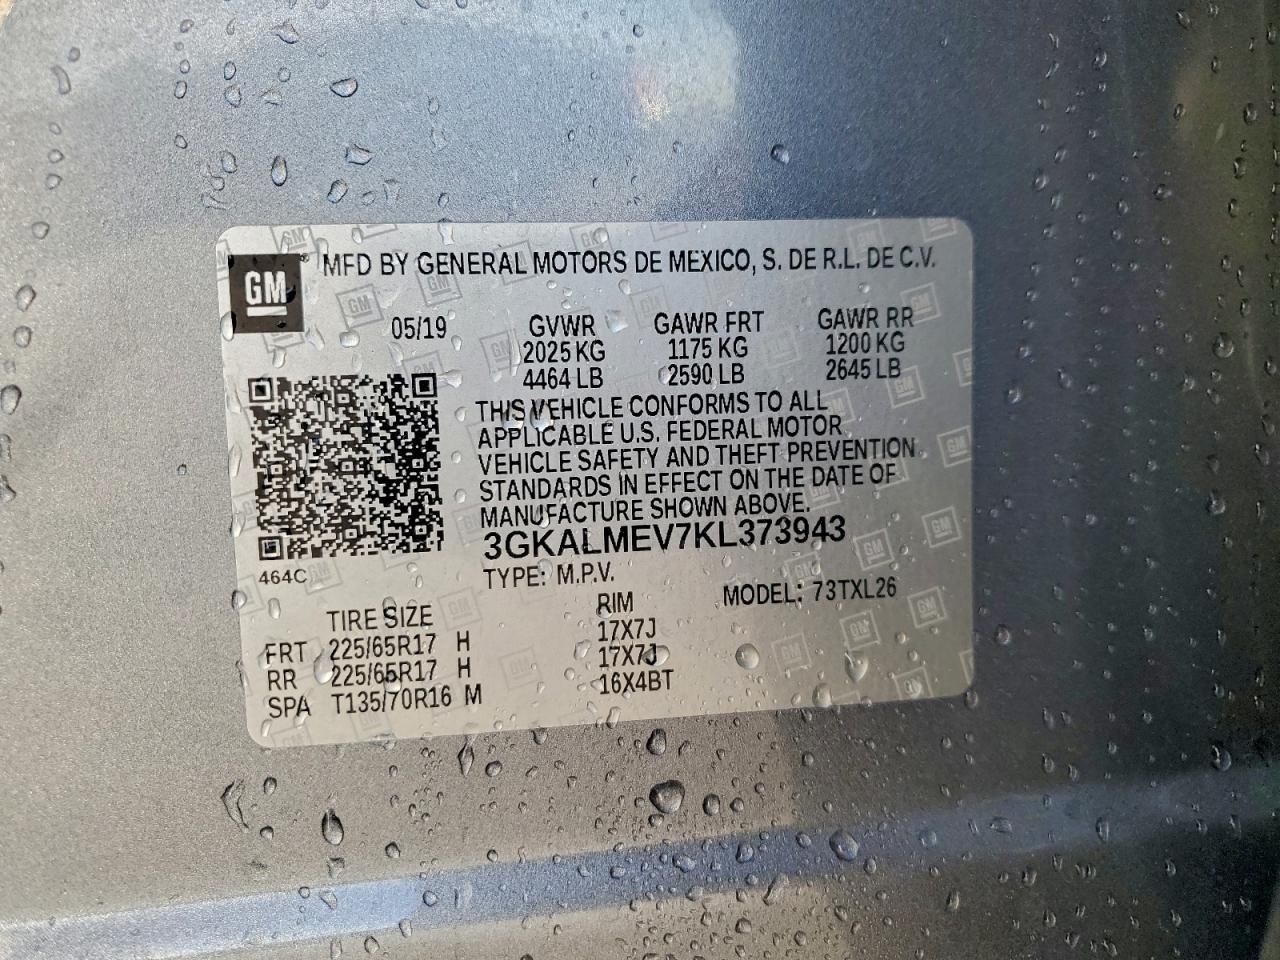 GM
MFD BY GENERAL MOTORS DE MEXICO, S. DE R.L. DE C.V.
05/19 GVWR GAWR FRT GAWR RR
2025 KG 1175 KG 1200 KG
4464 LB 2590 LB 2645 LB
THIS VEHICLE CONFORMS TO ALL
APPLICABLE U.S. FEDERAL MOTOR
VEHICLE SAFETY AND THEFT PREVENTION
STANDARDS IN EFFECT ON THE DATE OF
MANUFACTURE SHOWN ABOVE.
3GKALMEV7KL373943
464C
TYPE: M.P.V. MODEL: 73TXL26
TIRE SIZE RIM
FRT 225/65R17 H 17X7J
RR 225/65R17 H 17X7J
SPA T135/70R16 M 16X4BT